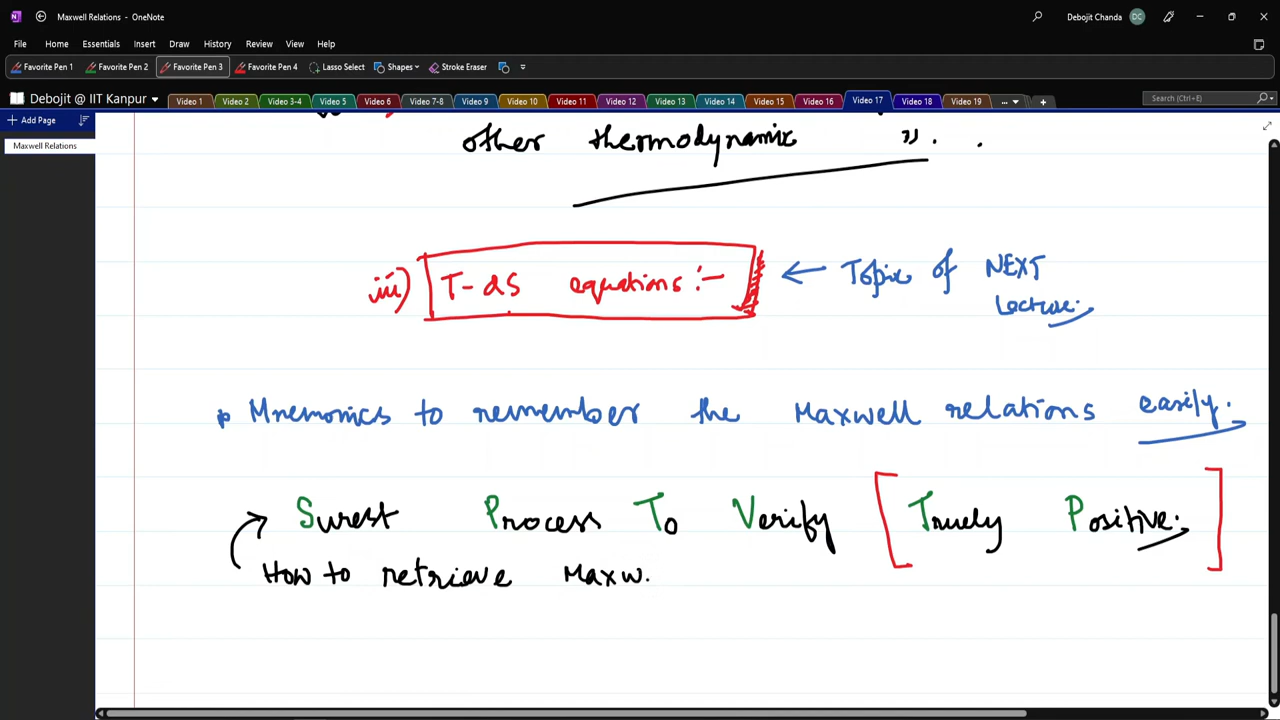 Maxwell Relations - OneNote
Debojit Chanda DC
File Home Essentials Insert Draw History Review View Help
Favorite Pen 1 Favorite Pen 2 Favorite Pen 3 Favorite Pen 4 Lasso Select Shapes Stroke Eraser
Debojit @ IIT Kanpur Video 1 Video 2 Video 3-4 Video 5 Video 6 Video 7-8 Video 9 Video 10 Video 11 Video 12 Video 13 Video 14 Video 15 Video 16 Video 17 Video 18 Video 19 ... + Search (Ctrl+E)
+ Add Page
Maxwell Relations
other thermodynamic " .
iii) T-dS equations :- ← Topic of NEXT
Lecture.
Mnemonics to remember the Maxwell relations easily.
Surest Process To Verify [Truely Positive.]
How to retrieve Maxw.